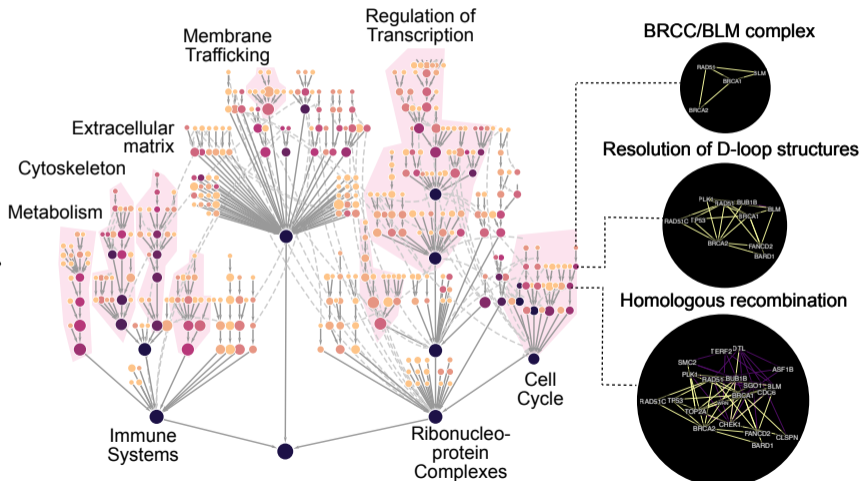 Regulation of
Transcription
Membrane
Trafficking
Extracellular
matrix
Cytoskeleton
Metabolism
Immune
Systems
Ribonucleo-
protein
Complexes
Cell
Cycle
BRCC/BLM complex
RAD51
BLM
BRCA1
BRCA2
Resolution of D-loop structures
PLK1
RAD51
BUB1B
BLM
RAD51C
TP53
BRCA1
BRCA2
FANCD2
BARD1
Homologous recombination
TERF2
DTL
SMC2
ASF1B
PLK1
RAD51
BUB1B
SGO1
BLM
CDC6
BRCA1
RAD51C
TP53
TOP2A
CHEK1
BRCA2
FANCD2
CLSPN
BARD1